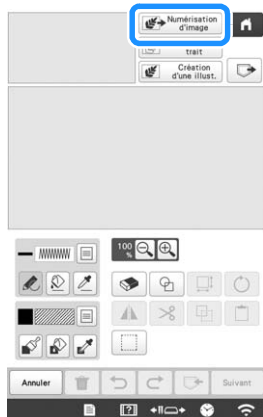 Numérisation
d'image
trait
Création
d'une illust.
100
%
Annuler
Suivant